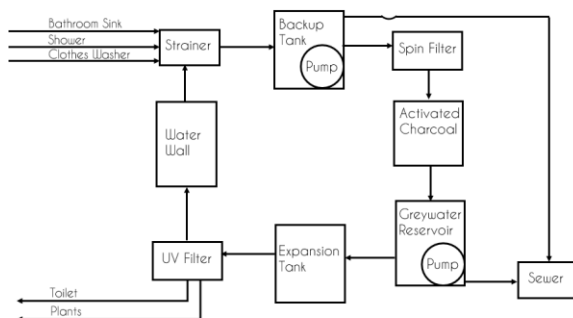 Bathroom Sink
Shower
Clothes Washer
Strainer
Backup
Tank
Pump
Spin Filter
Activated
Charcoal
Water
Wall
Greywater
Reservoir
Pump
Expansion
Tank
UV Filter
Sewer
Toilet
Plants